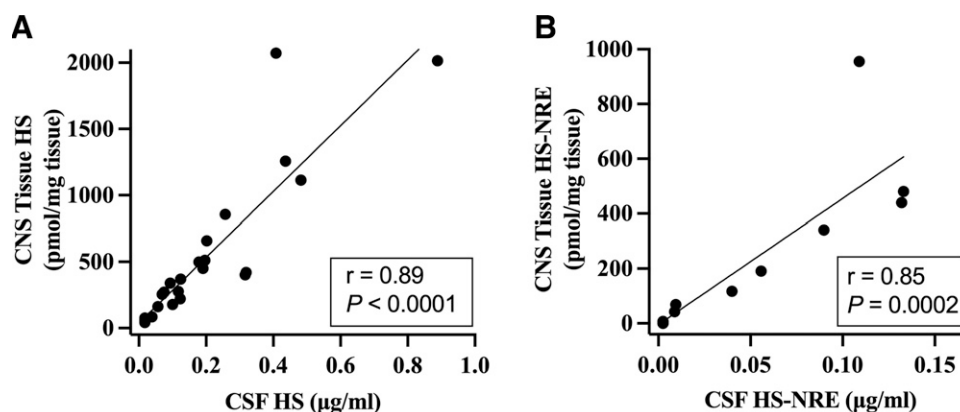 A
CNS Tissue HS
(pmol/mg tissue)
2000
1500
1000
500
0
0.0 0.2 0.4 0.6 0.8 1.0
CSF HS (µg/ml)
r = 0.89
P < 0.0001
B
CNS Tissue HS-NRE
(pmol/mg tissue)
1000
800
600
400
200
0
0.00 0.05 0.10 0.15
CSF HS-NRE (µg/ml)
r = 0.85
P = 0.0002